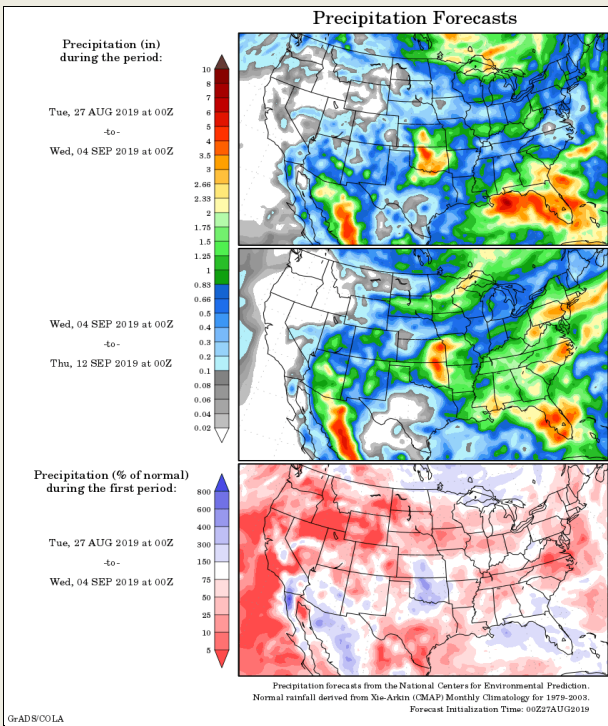 Precipitation Forecasts
Precipitation (in)
during the period:
Tue, 27 AUG 2019 at 00Z
-to-
Wed, 04 SEP 2019 at 00Z
10
8
7
6
5
4
3.5
3
2.66
2.33
2
1.75
1.5
1.25
1
0.83
0.66
0.5
0.4
0.3
0.2
0.1
0.08
0.06
0.04
0.02
Wed, 04 SEP 2019 at 00Z
-to-
Thu, 12 SEP 2019 at 00Z
Precipitation (% of normal)
during the first period:
Tue, 27 AUG 2019 at 00Z
-to-
Wed, 04 SEP 2019 at 00Z
800
600
400
300
150
75
50
25
10
5
Precipitation forecasts from the National Centers for Environmental Prediction.
Normal rainfall derived from Xie-Arkin (CMAP) Monthly Climatology for 1979-2003.
Forecast Initialization Time: 00Z27AUG2019
GrADS/COLA